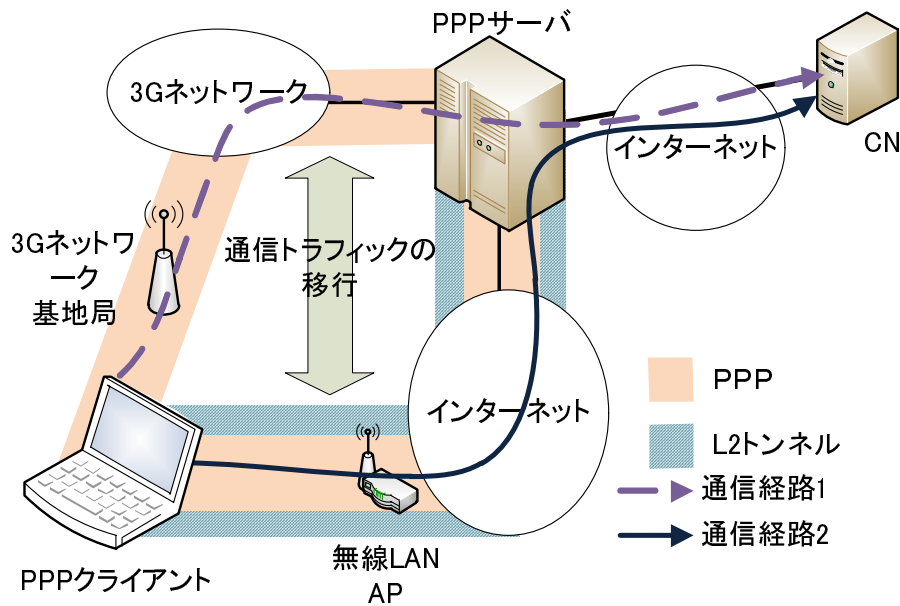 PPPサーバ
3Gネットワーク
インターネット
CN
3Gネットワ
ーク
基地局
通信トラフィックの
移行
インターネット
PPP
L2トンネル
通信経路1
通信経路2
無線LAN
AP
PPPクライアント